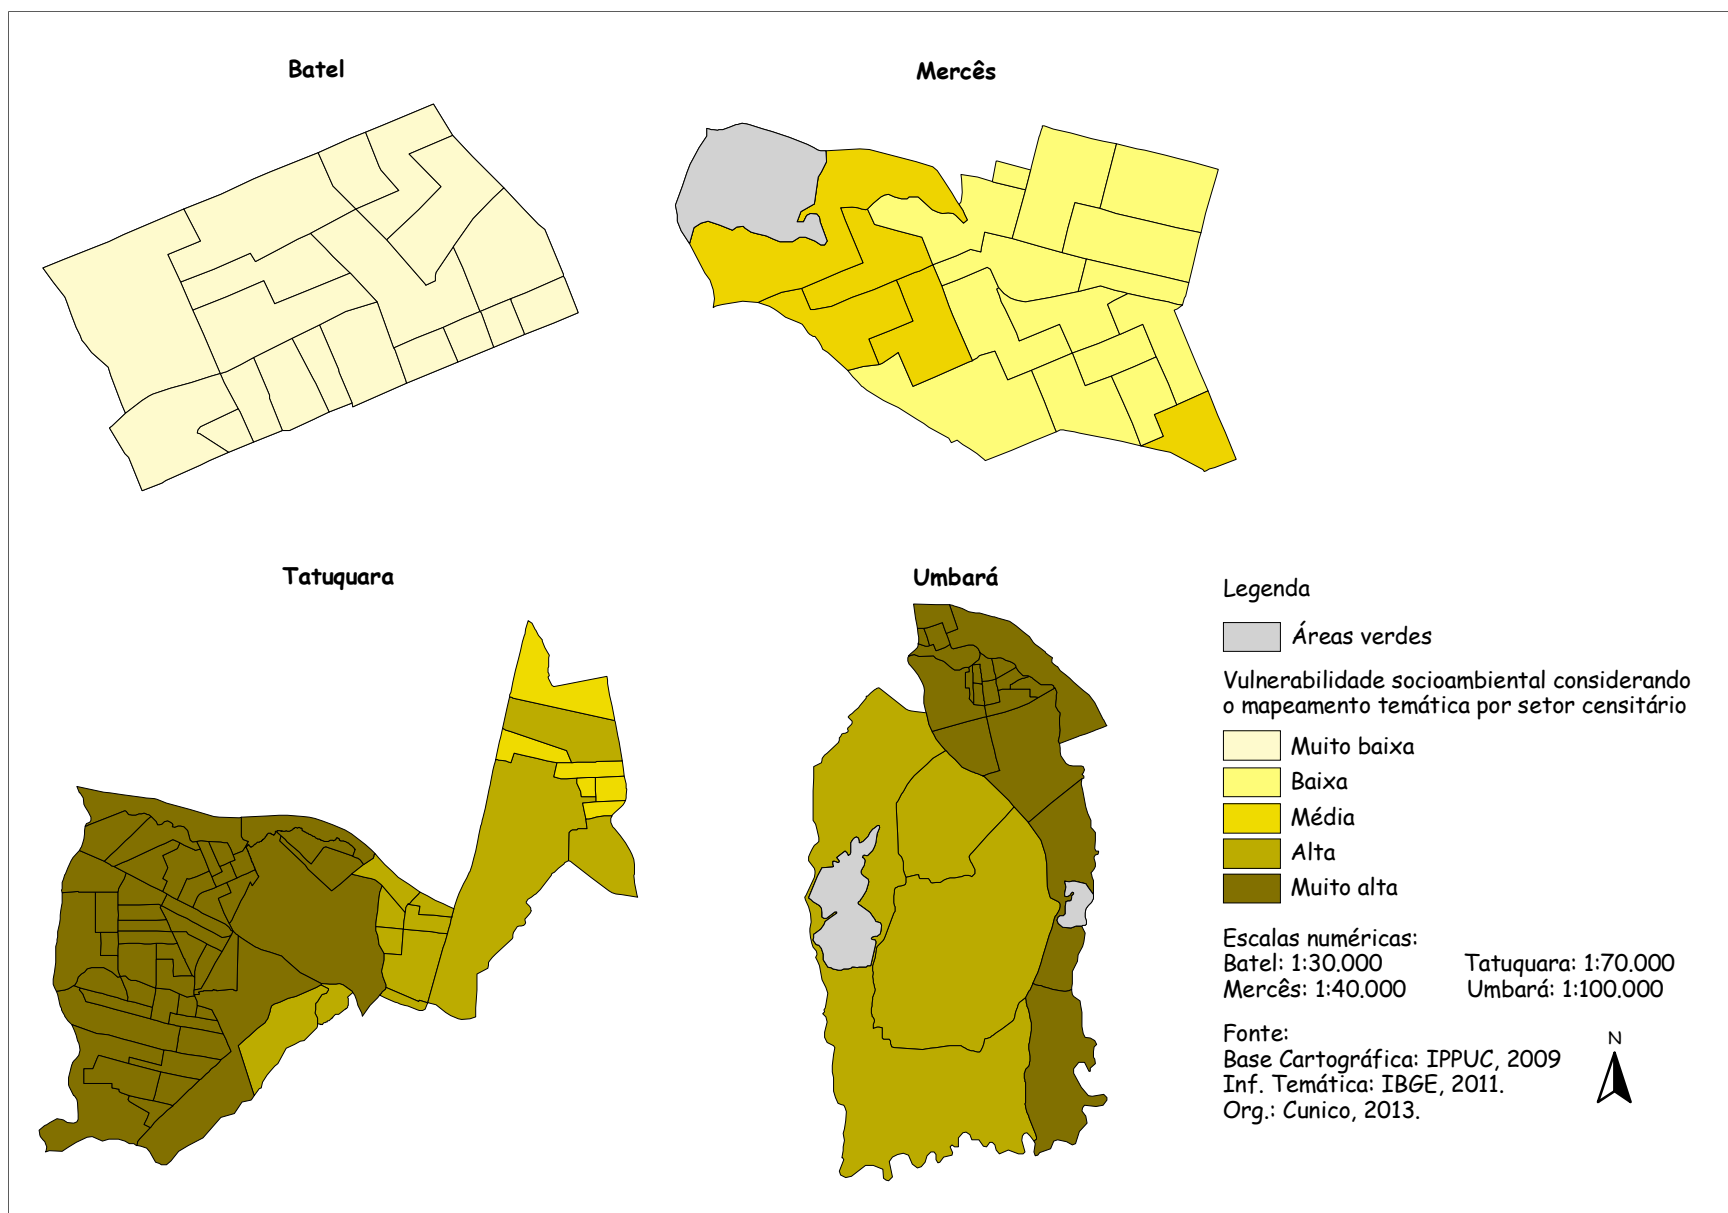 Batel
Mercês
Tatuquara
Umbará
Legenda
Áreas verdes
Vulnerabilidade socioambiental considerando
o mapeamento temática por setor censitário
Muito baixa
Baixa
Média
Alta
Muito alta
Escalas numéricas:
Batel: 1:30.000 Tatuquara: 1:70.000
Mercês: 1:40.000 Umbará: 1:100.000
Fonte:
Base Cartográfica: IPPUC, 2009
Inf. Temática: IBGE, 2011.
Org.: Cunico, 2013.
N